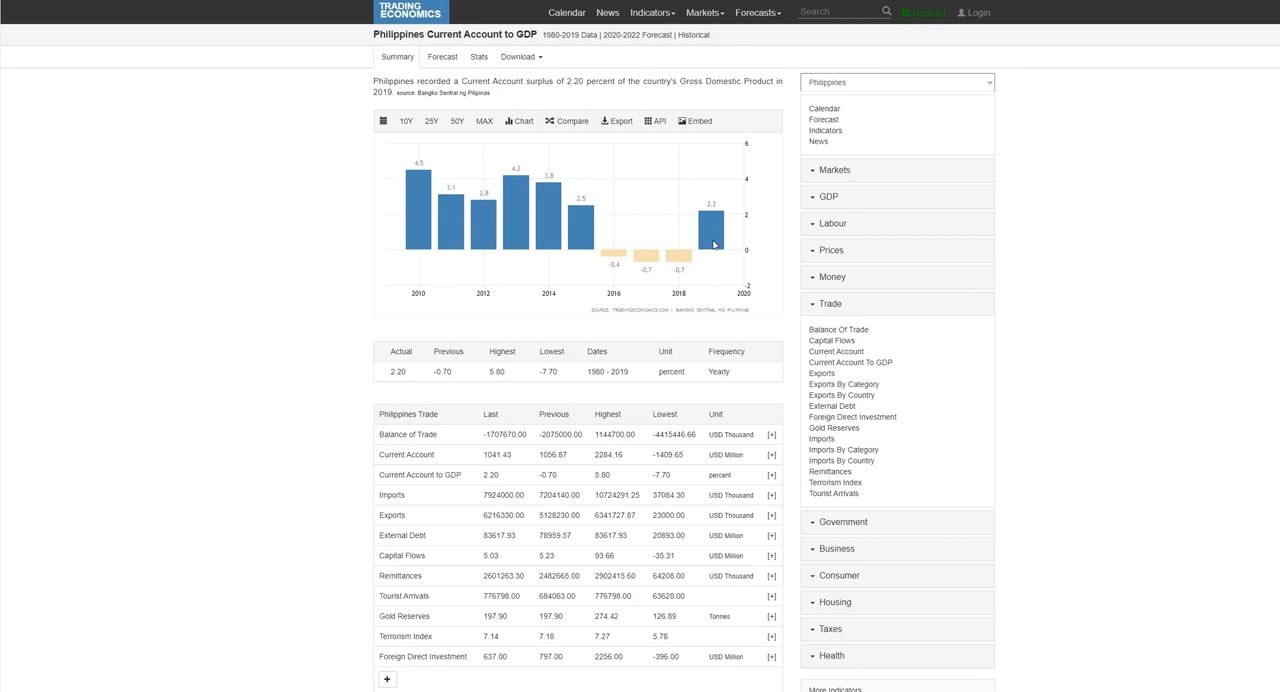 TRADING
ECONOMICS
Calendar News Indicators Markets Forecasts Search Register Login
Philippines Current Account to GDP 1980-2019 Data | 2020-2022 Forecast | Historical
Summary Forecast Stats Download
Philippines recorded a Current Account surplus of 2.20 percent of the country's Gross Domestic Product in
2019. source: Bangko Sentral ng Pilipinas
10Y 25Y 50Y MAX Chart Compare Export API Embed
6
4
2
0
-2
4.5
3.1
2.8
4.2
3.8
2.5
-0.4
-0.7
-0.7
2.2
2010 2012 2014 2016 2018 2020
SOURCE: TRADINGECONOMICS.COM | BANGKO SENTRAL NG PILIPINAS
Actual Previous Highest Lowest Dates Unit Frequency
2.20 -0.70 5.80 -7.70 1980 - 2019 percent Yearly
Philippines Trade Last Previous Highest Lowest Unit
Balance of Trade -1707670.00 -2075000.00 1144700.00 -4415446.66 USD Thousand [+]
Current Account 1041.43 1056.87 2284.16 -1409.65 USD Million [+]
Current Account to GDP 2.20 -0.70 5.80 -7.70 percent [+]
Imports 7924000.00 7204140.00 10724291.25 37084.30 USD Thousand [+]
Exports 6216330.00 5128230.00 6341727.87 23000.00 USD Thousand [+]
External Debt 83617.93 78959.57 83617.93 20893.00 USD Million [+]
Capital Flows 5.03 5.23 93.66 -35.31 USD Million [+]
Remittances 2601263.30 2482665.00 2902415.60 64208.00 USD Thousand [+]
Tourist Arrivals 776798.00 684063.00 776798.00 63628.00 [+]
Gold Reserves 197.90 197.90 274.42 126.89 Tonnes [+]
Terrorism Index 7.14 7.18 7.27 5.78 [+]
Foreign Direct Investment 637.00 797.00 2256.00 -396.00 USD Million [+]
+
Philippines
Calendar
Forecast
Indicators
News
Markets
GDP
Labour
Prices
Money
Trade
Balance Of Trade
Capital Flows
Current Account
Current Account To GDP
Exports
Exports By Category
Exports By Country
External Debt
Foreign Direct Investment
Gold Reserves
Imports
Imports By Category
Imports By Country
Remittances
Terrorism Index
Tourist Arrivals
Government
Business
Consumer
Housing
Taxes
Health
More Indicators